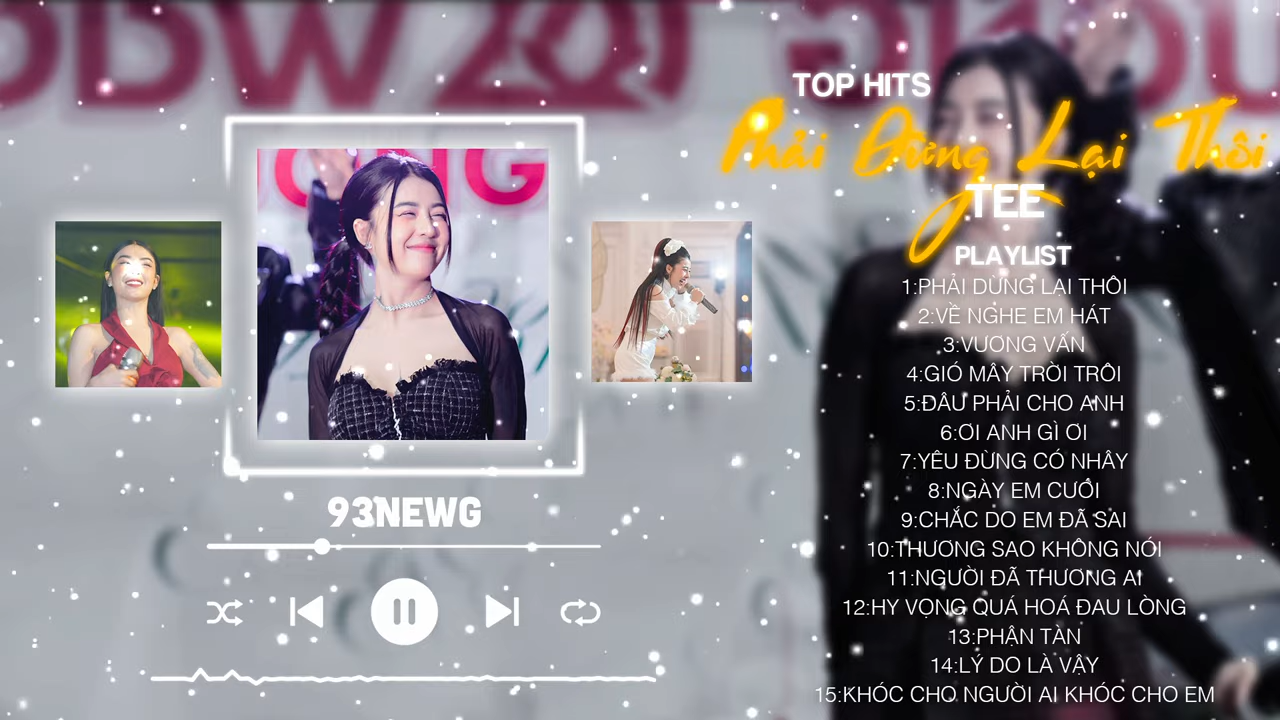 TOP HITS
Phải Dừng Lại Thôi
TEE
PLAYLIST
1:PHẢI DỪNG LẠI THÔI
2:VỀ NGHE EM HÁT
3:VƯƠNG VẤN
4:GIÓ MÂY TRỜI TRÔI
5:ĐÂU PHẢI CHO ANH
6:ƠI ANH GÌ ƠI
7:YÊU ĐỪNG CÓ NHÂY
8:NGÀY EM CƯỚI
9:CHẮC DO EM ĐÃ SAI
10:THƯƠNG SAO KHÔNG NÓI
11:NGƯỜI ĐÃ THƯƠNG AI
12:HY VỌNG QUÁ HOÁ ĐAU LÒNG
13:PHẬN TÀN
14:LÝ DO LÀ VẬY
15:KHÓC CHO NGƯỜI AI KHÓC CHO EM
ONG
93NEWG